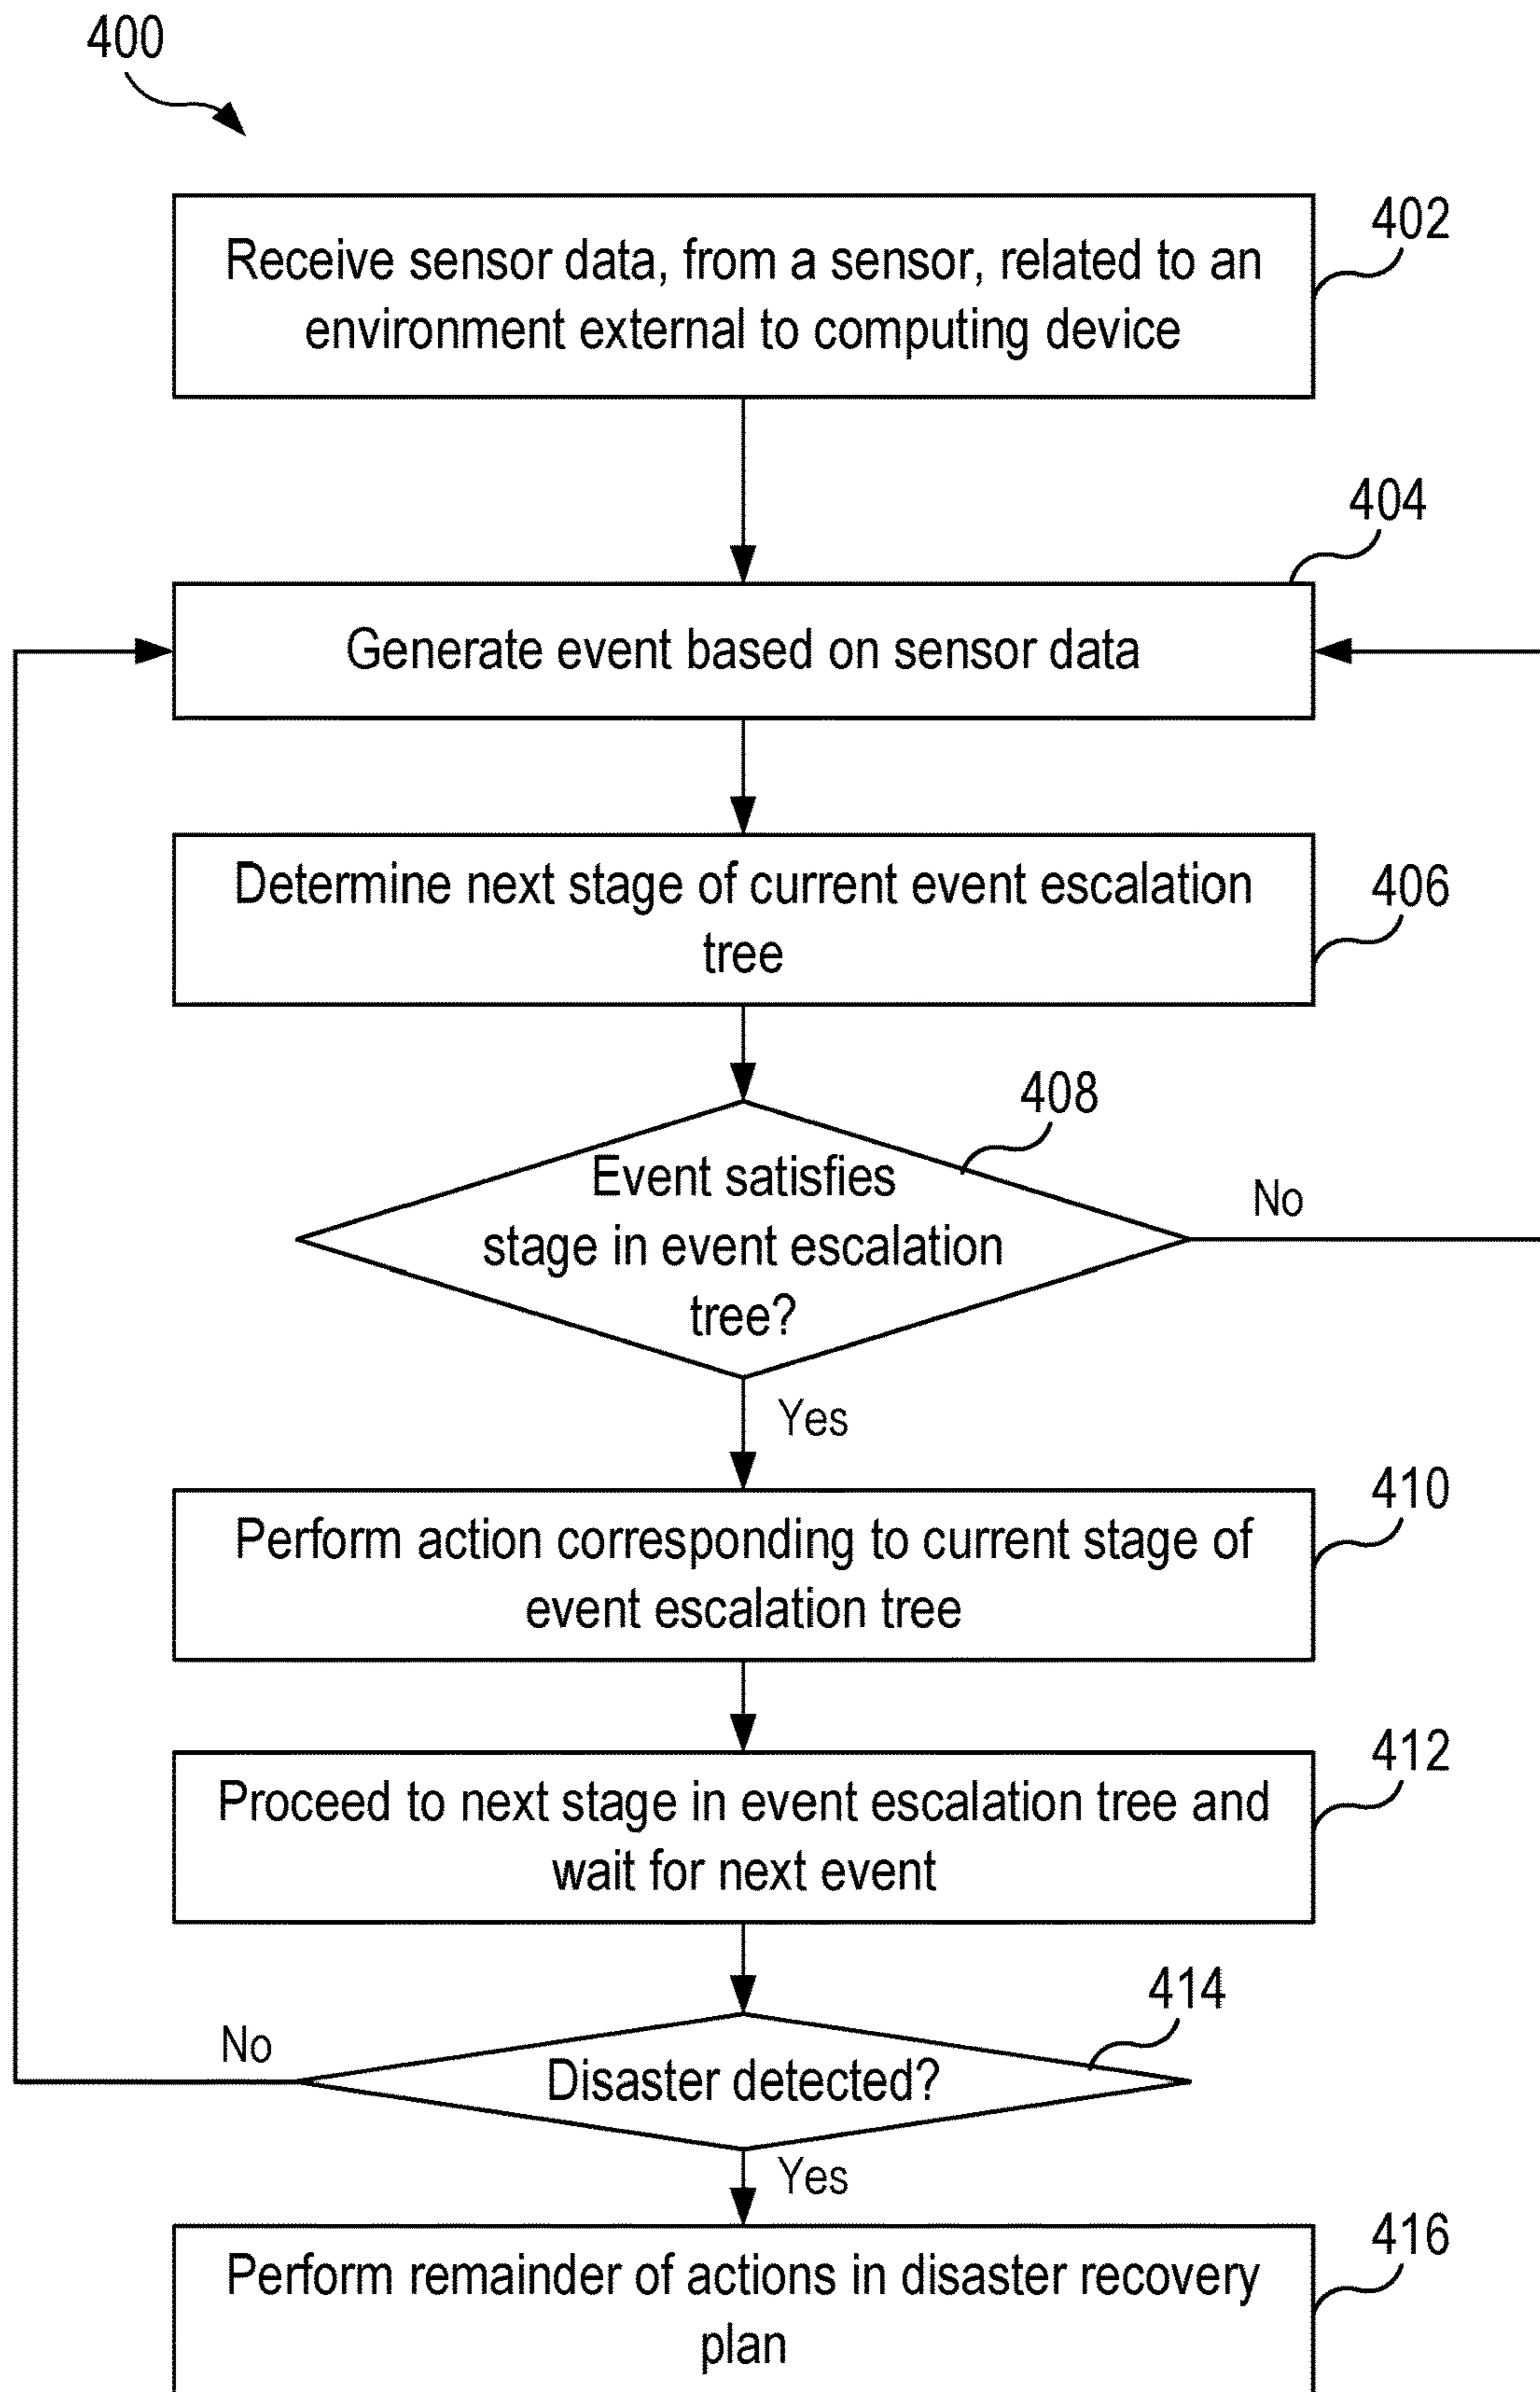 400
402
Receive sensor data, from a sensor, related to an
environment external to computing device
404
Generate event based on sensor data
Determine next stage of current event escalation
tree
406
408
Event satisfies
stage in event escalation
tree?
No
Yes
410
Perform action corresponding to current stage of
event escalation tree
412
Proceed to next stage in event escalation tree and
wait for next event
414
No
Disaster detected?
Yes
416
Perform remainder of actions in disaster recovery
plan